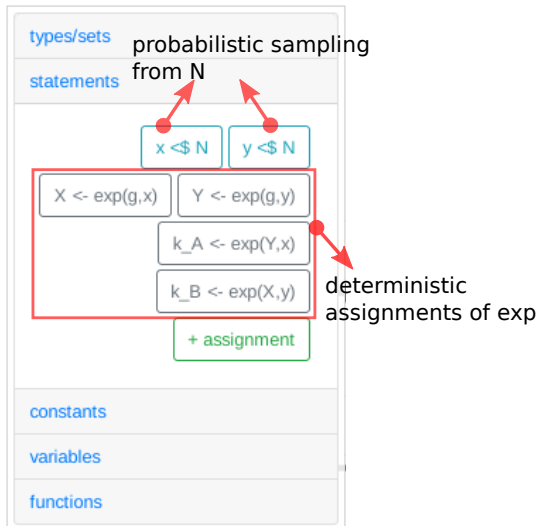 types/sets
probabilistic sampling
from N
statements
x <$ N
y <$ N
X <- exp(g,x)
Y <- exp(g,y)
k_A <- exp(Y,x)
k_B <- exp(X,y)
deterministic
assignments of exp
+ assignment
constants
variables
functions